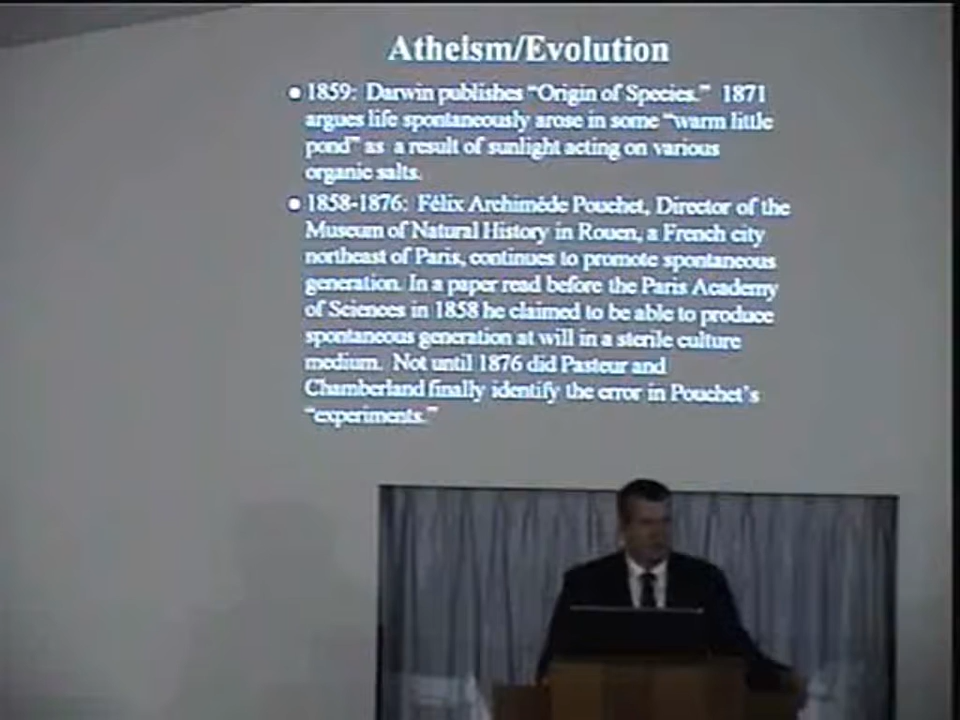 Atheism/Evolution
• 1859: Darwin publishes “Origin of Species.” 1871
argues life spontaneously arose in some “warm little
pond” as a result of sunlight acting on various
organic salts.
• 1858-1876: Félix Archimède Pouchet, Director of the
Museum of Natural History in Rouen, a French city
northeast of Paris, continues to promote spontaneous
generation. In a paper read before the Paris Academy
of Sciences in 1858 he claimed to be able to produce
spontaneous generation at will in a sterile culture
medium. Not until 1876 did Pasteur and
Chamberland finally identify the error in Pouchet’s
“experiments.”